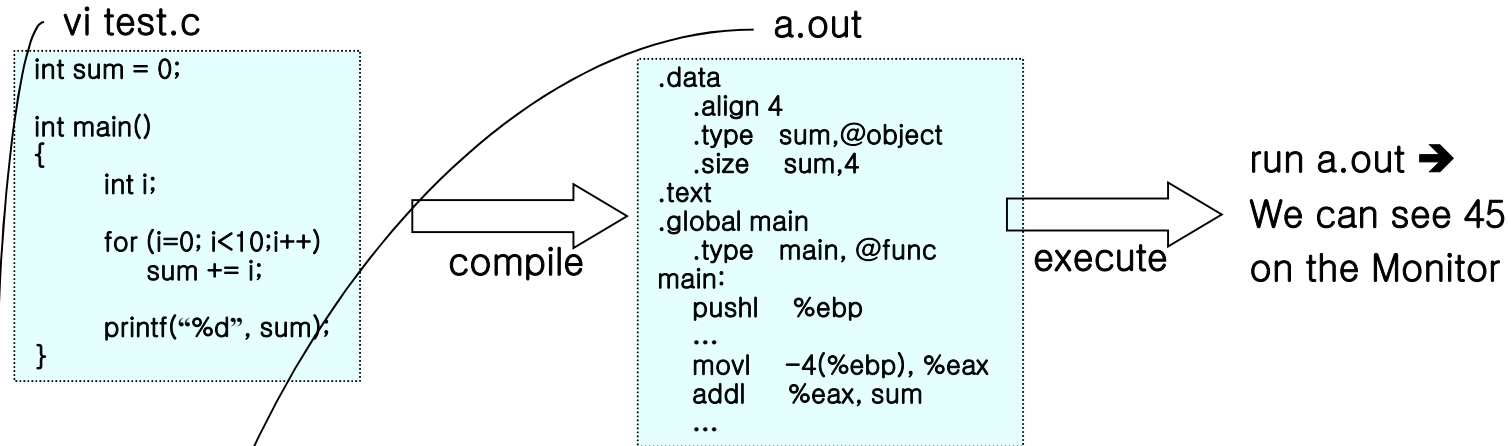 vi test.c
int sum = 0;
int main()
{
int i;
for (i=0; i<10;i++)
sum += i;
printf(“%d”, sum);
}
compile
a.out
.data
.align 4
.type sum,@object
.size sum,4
.text
.global main
.type main, @func
main:
pushl %ebp
...
movl -4(%ebp), %eax
addl %eax, sum
...
execute
run a.out ➔
We can see 45
on the Monitor